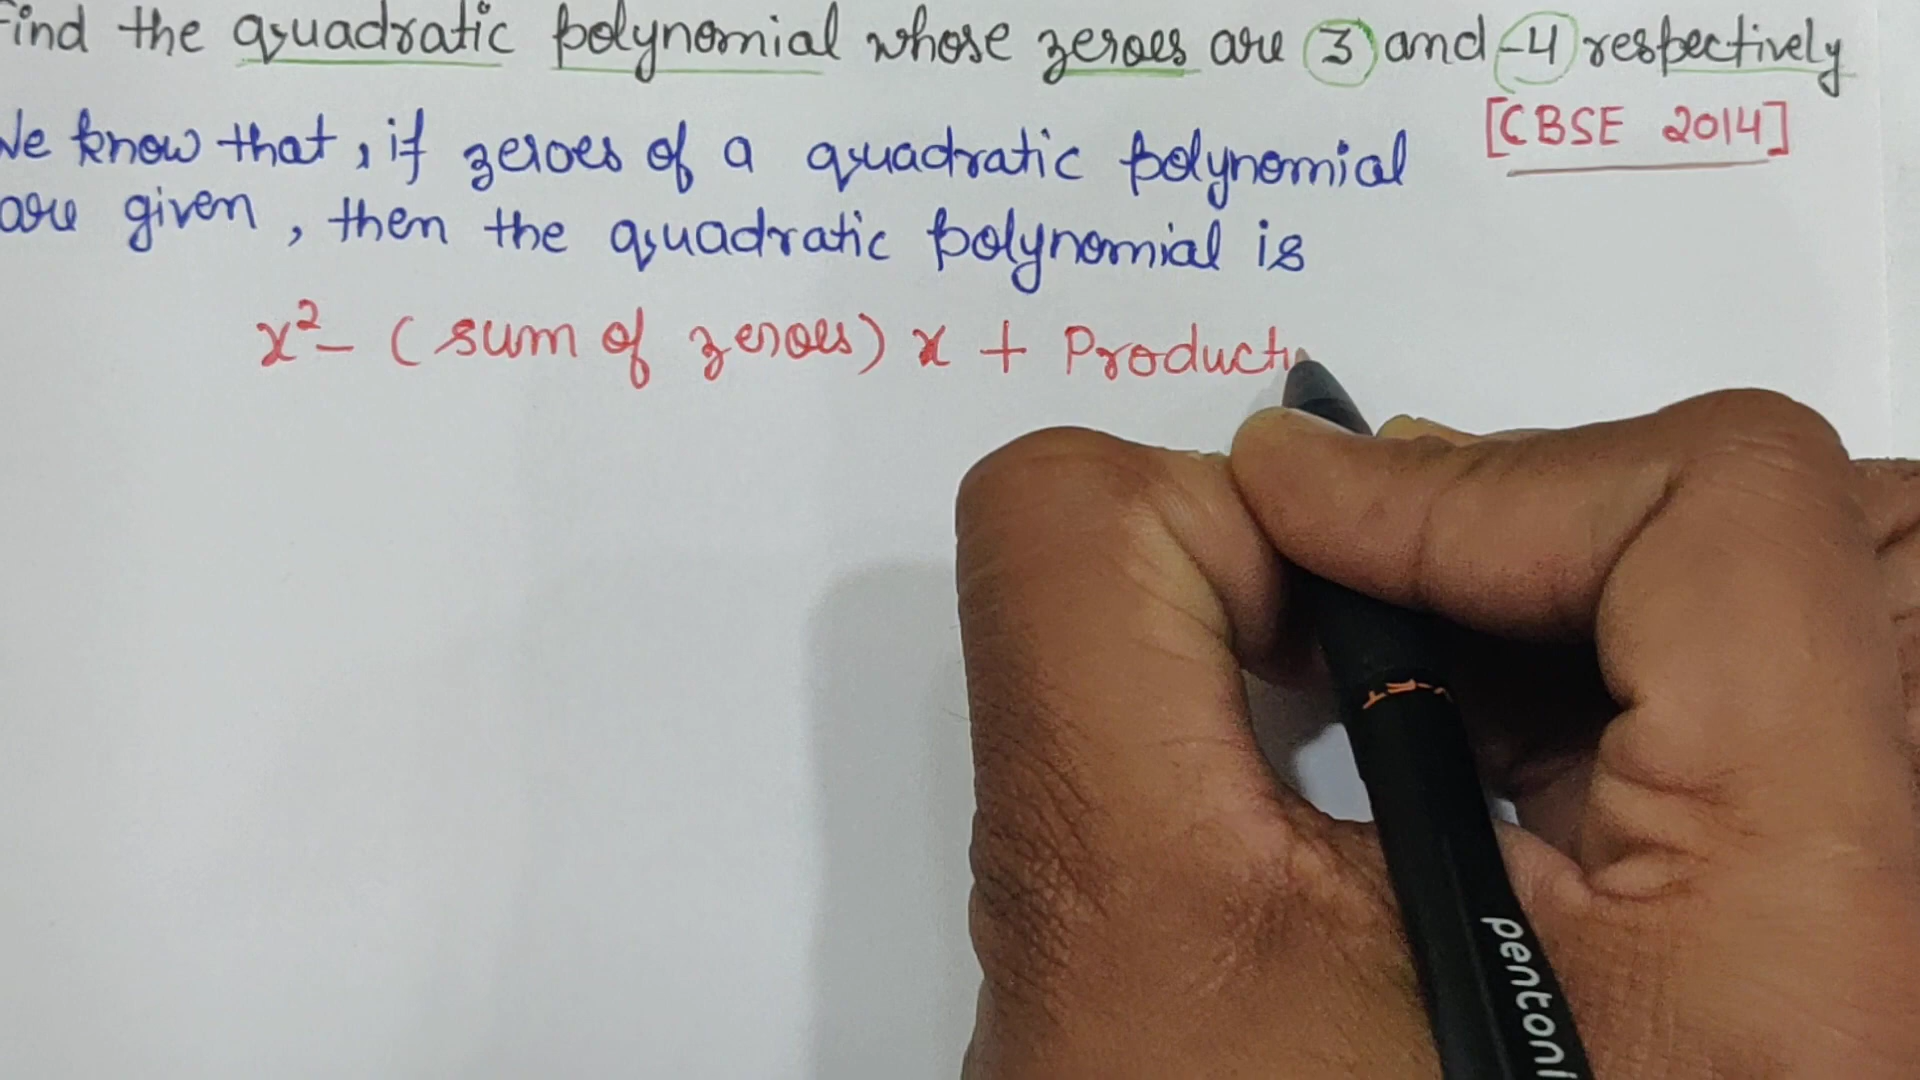 Find the quadratic polynomial whose zeroes are 3 and -4 respectively
[CBSE 2014]
We know that, if zeroes of a quadratic polynomial
are given, then the quadratic polynomial is
x² - (sum of zeroes) x + Product
pentoni